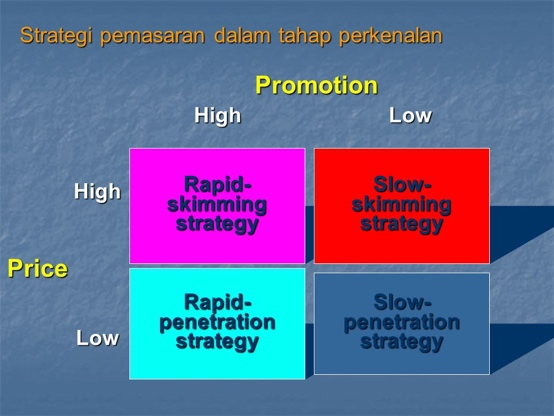 Strategi pemasaran dalam tahap perkenalan
Promotion
High Low
High
Rapid-
skimming
strategy
Slow-
skimming
strategy
Price
Low
Rapid-
penetration
strategy
Slow-
penetration
strategy